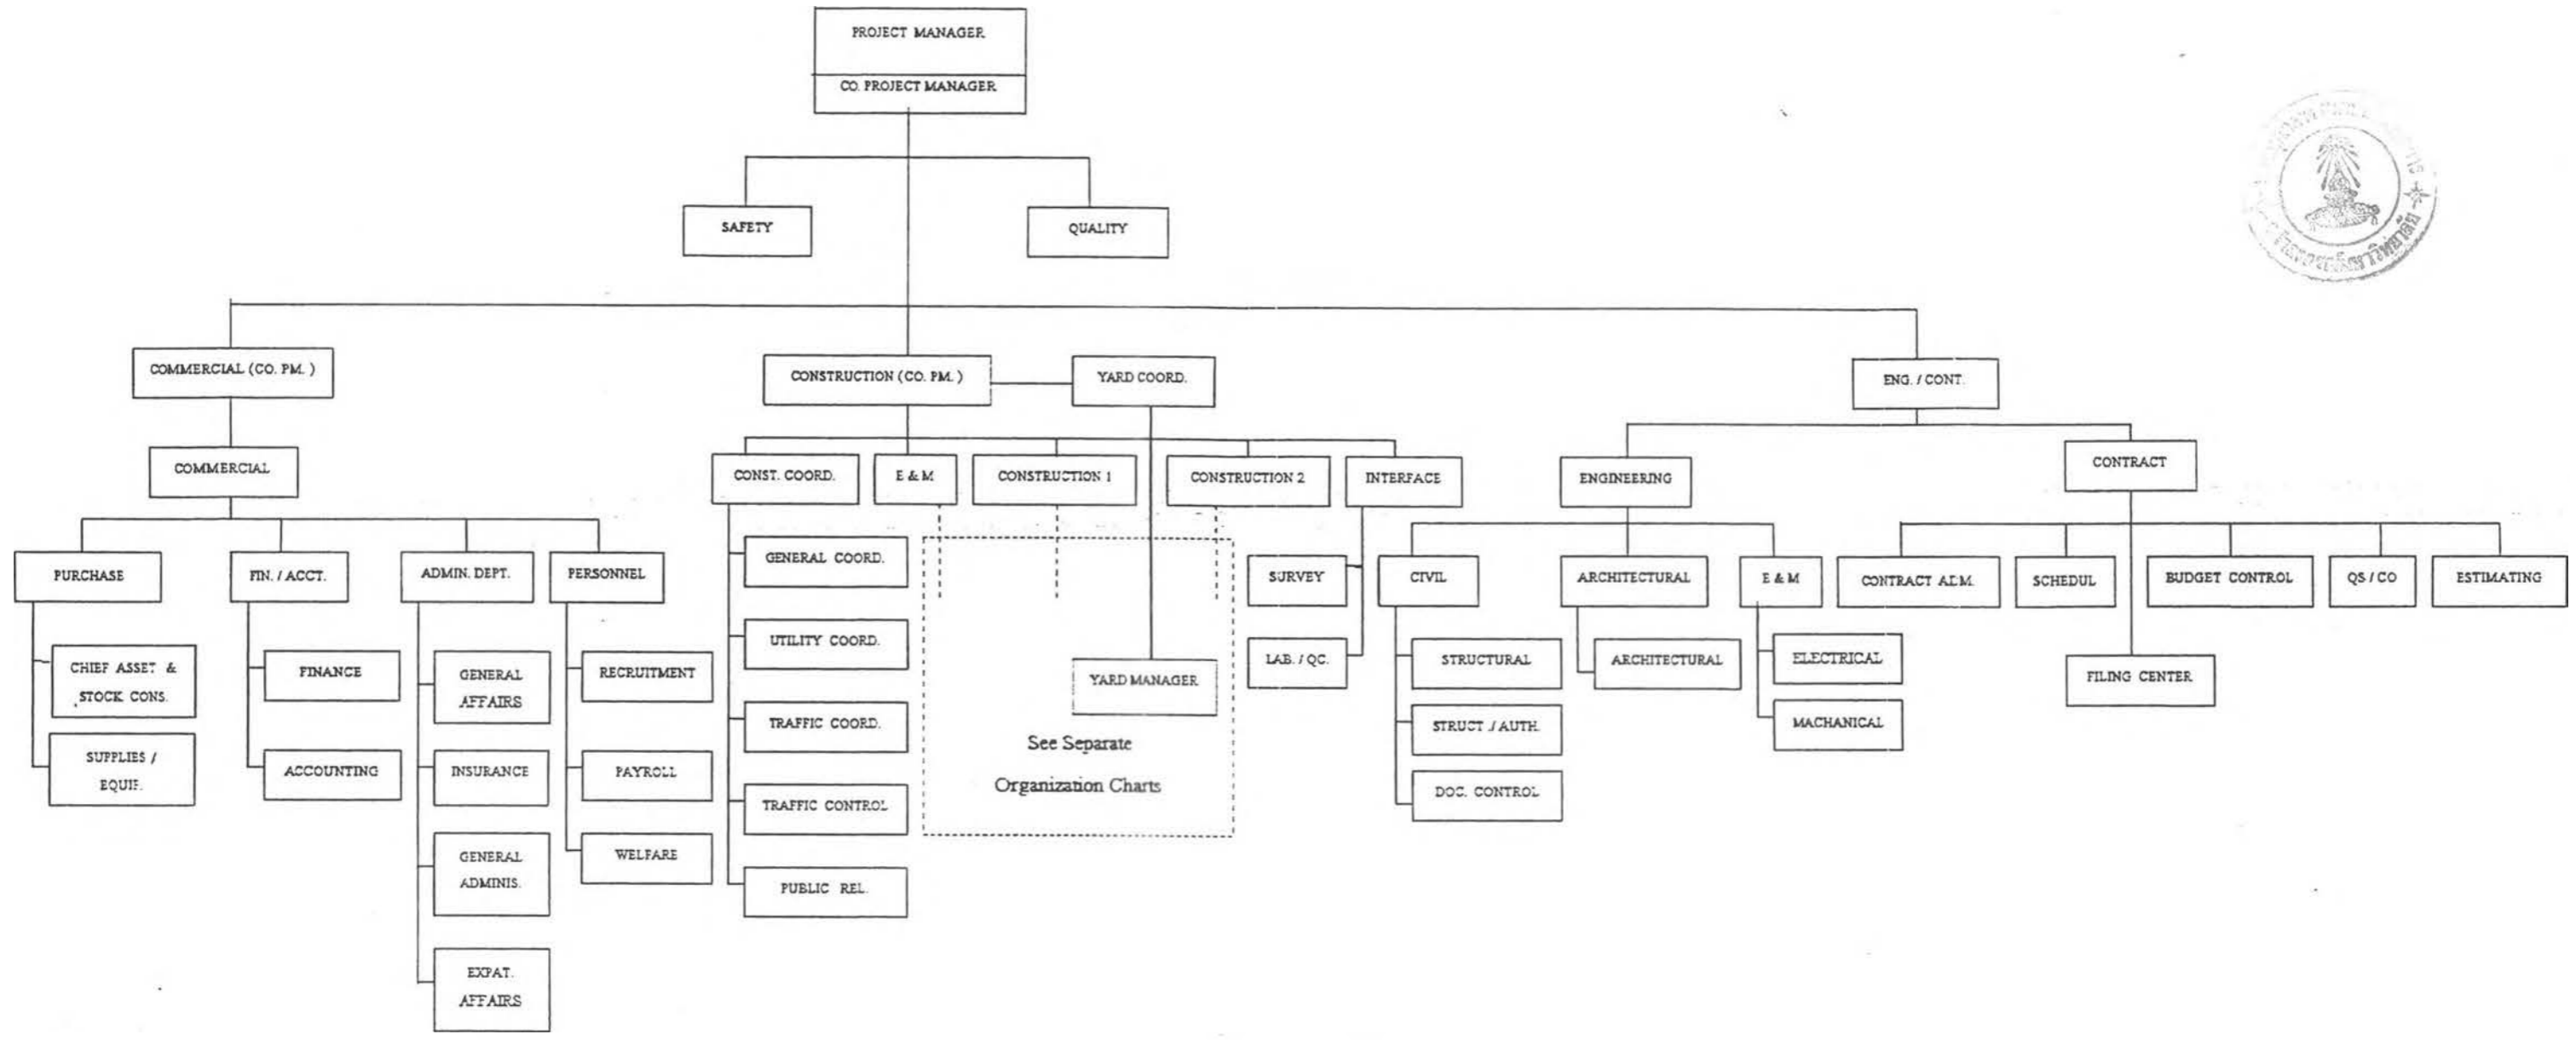 PROJECT MANAGER
CO. PROJECT MANAGER
SAFETY
QUALITY
COMMERCIAL (CO. PM. )
CONSTRUCTION (CO. PM. )
YARD COORD.
ENG. / CONT.
COMMERCIAL
CONST. COORD.
E & M
CONSTRUCTION 1
CONSTRUCTION 2
INTERFACE
ENGINEERING
CONTRACT
PURCHASE
FIN. / ACCT.
ADMIN. DEPT.
PERSONNEL
GENERAL COORD.
SURVEY
CIVIL
ARCHITECTURAL
E & M
CONTRACT ADM.
SCHEDUL
BUDGET CONTROL
QS / CO
ESTIMATING
CHIEF ASSET &
STOCK CONS.
FINANCE
GENERAL
AFFAIRS
RECRUITMENT
UTILITY COORD.
YARD MANAGER
LAB. / QC.
STRUCTURAL
ARCHITECTURAL
ELECTRICAL
FILING CENTER
SUPPLIES /
EQUIP.
ACCOUNTING
INSURANCE
PAYROLL
TRAFFIC COORD.
See Separate
Organization Charts
STRUCT. / AUTH.
MACHANICAL
TRAFFIC CONTROL
DOC. CONTROL
GENERAL
ADMINIS.
WELFARE
PUBLIC REL.
EXPAT.
AFFAIRS